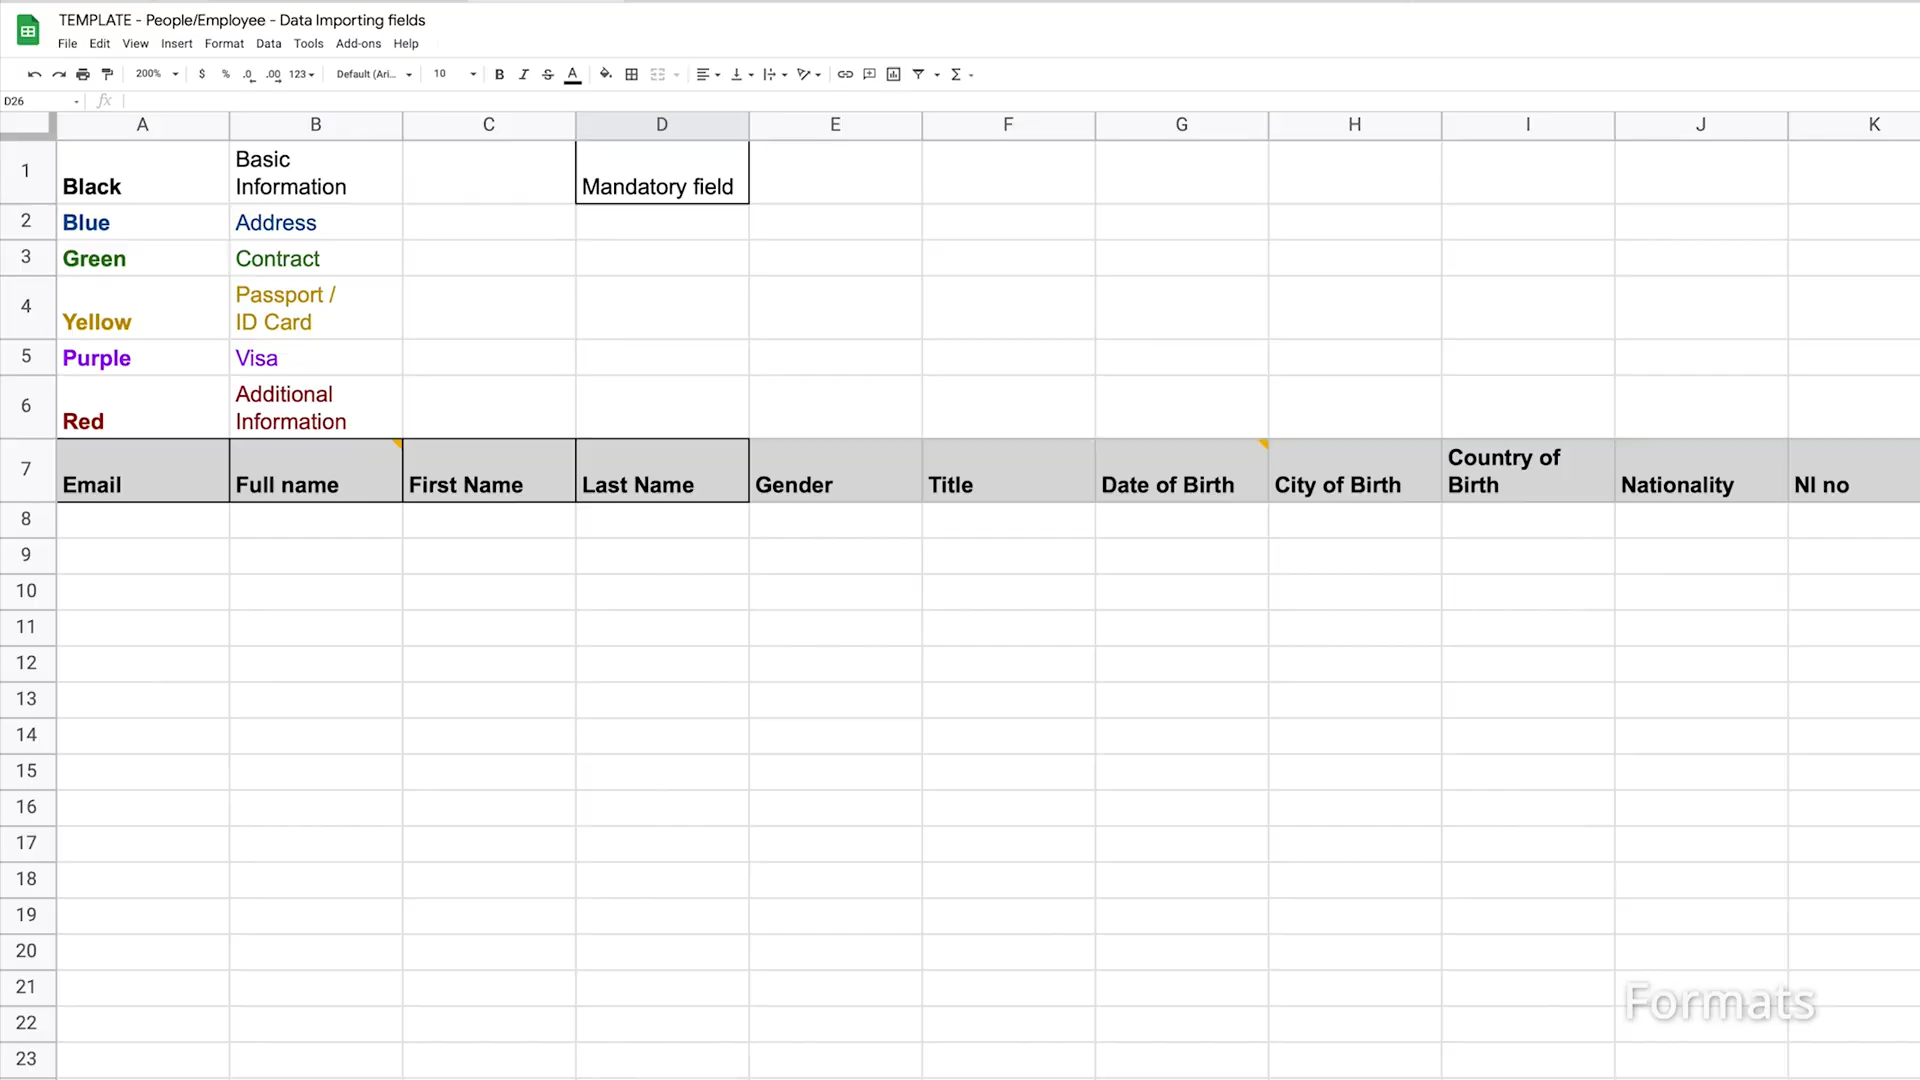 TEMPLATE - People/Employee - Data Importing fields
File Edit View Insert Format Data Tools Add-ons Help
200% $ % .0 .00 123 Default (Ari... 10 B I S A Σ
D26 fx
A B C D E F G H I J K
1 Black Basic Information Mandatory field
2 Blue Address
3 Green Contract
4 Yellow Passport / ID Card
5 Purple Visa
6 Red Additional Information
7 Email Full name First Name Last Name Gender Title Date of Birth City of Birth Country of Birth Nationality NI no
8
9
10
11
12
13
14
15
16
17
18
19
20
21
22
23
Formats